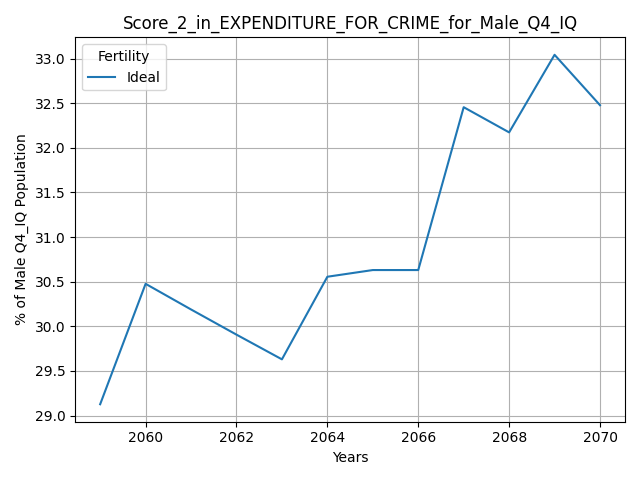 Score_2_in_EXPENDITURE_FOR_CRIME_for_Male_Q4_IQ
Fertility
Ideal
% of Male Q4_IQ Population
33.0
32.5
32.0
31.5
31.0
30.5
30.0
29.5
29.0
2060 2062 2064 2066 2068 2070
Years